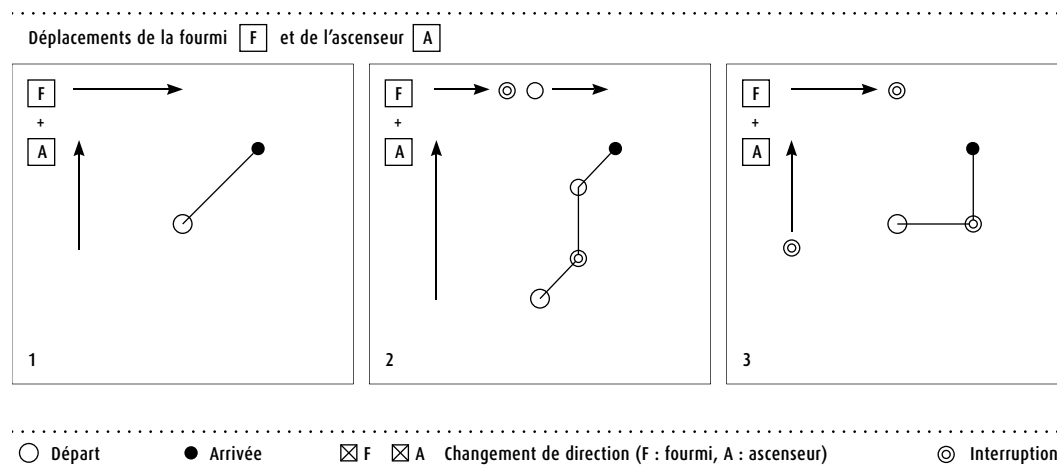 Déplacements de la fourmi F et de l'ascenseur A
F
+
A
1
F
+
A
2
F
+
A
3
Départ Arrivée F A Changement de direction (F : fourmi, A : ascenseur) Interruption